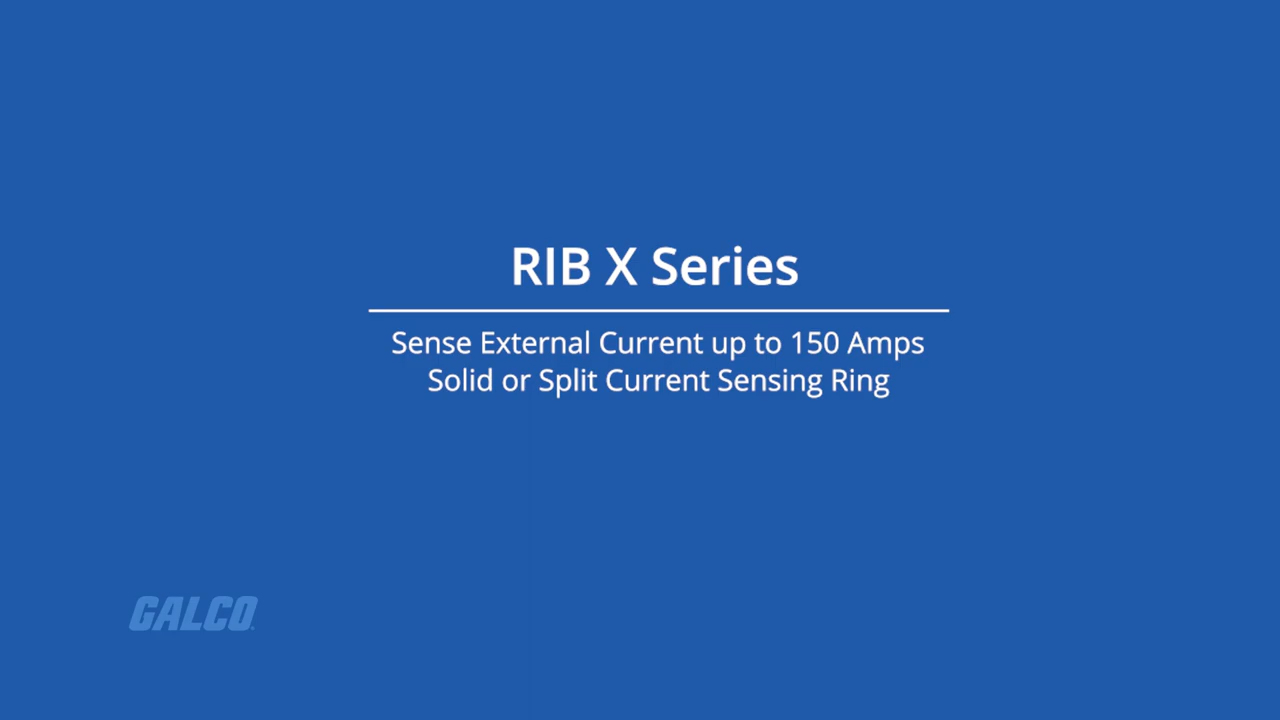 RIB X Series
Sense External Current up to 150 Amps
Solid or Split Current Sensing Ring
GALCO